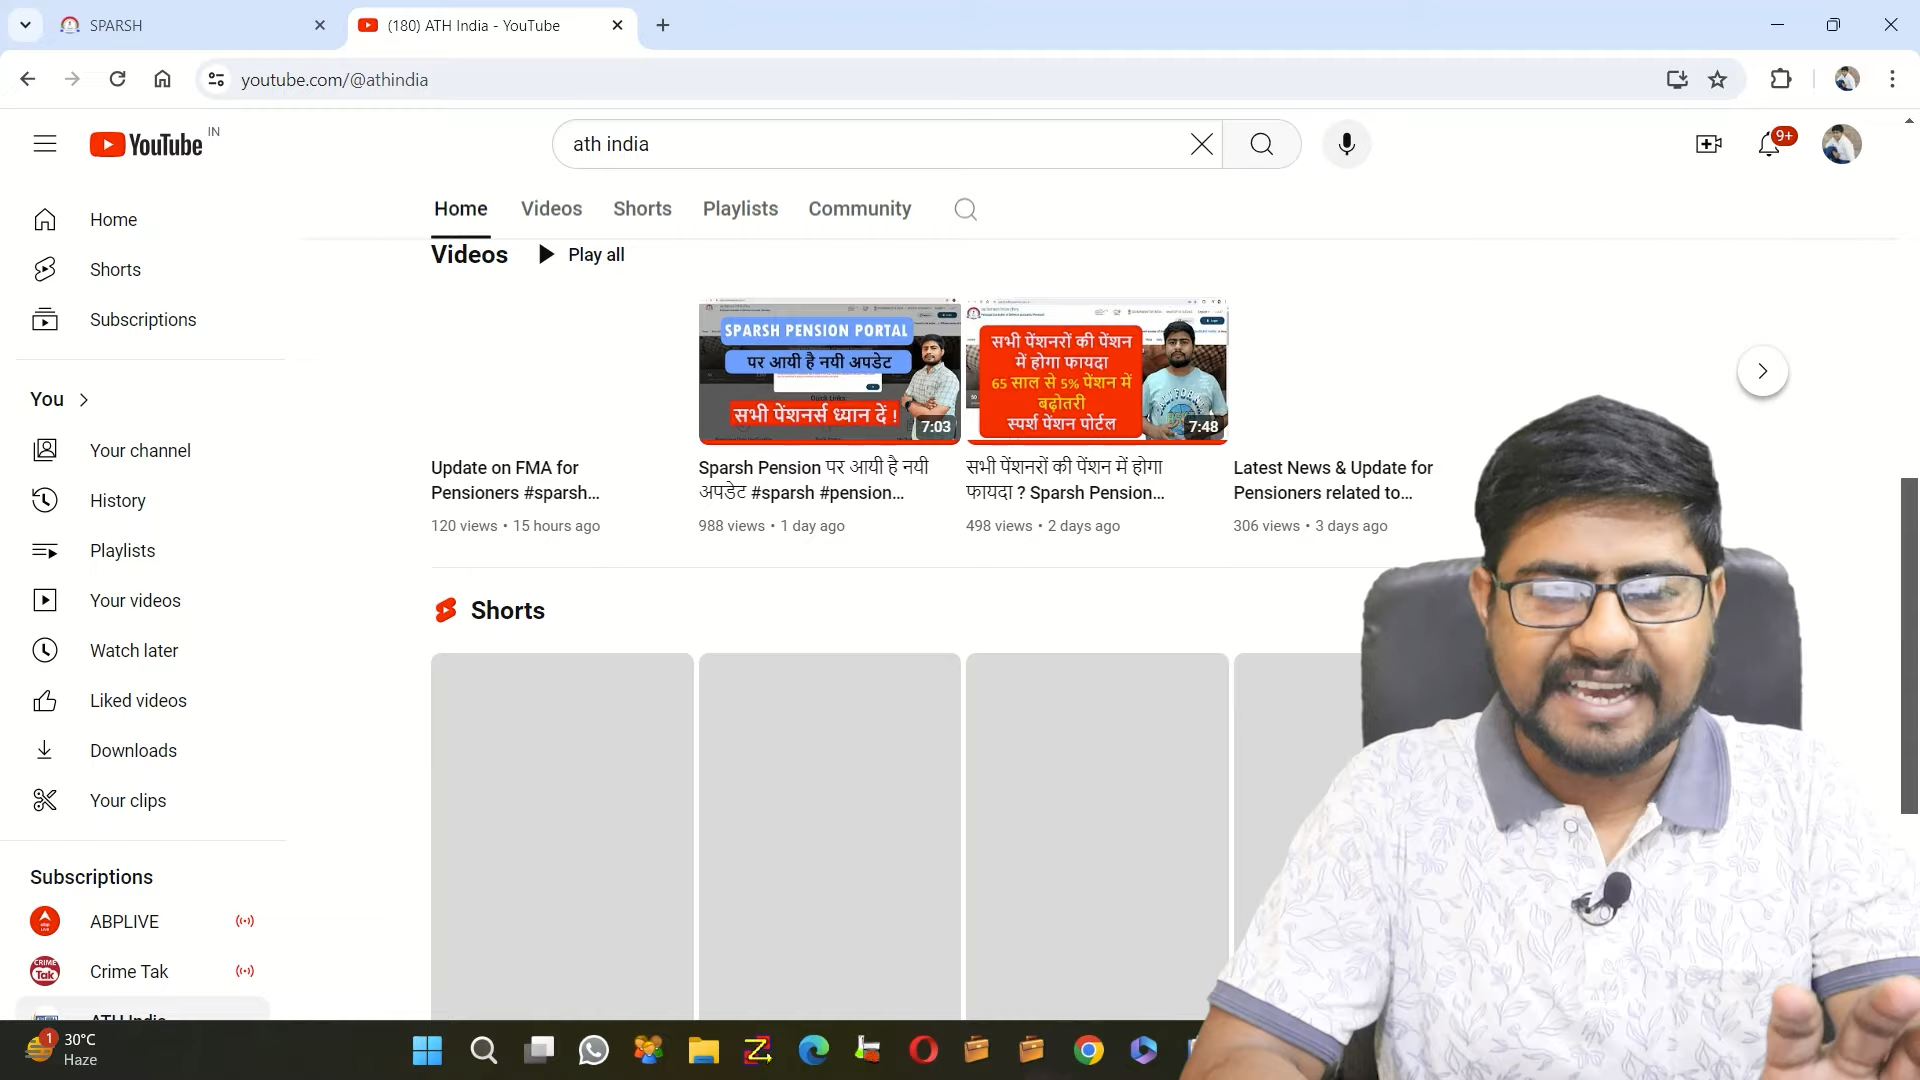 SPARSH
(180) ATH India - YouTube
youtube.com/@athindia
YouTube IN
ath india
9+
Home
Shorts
Subscriptions
You
Your channel
History
Playlists
Your videos
Watch later
Liked videos
Downloads
Your clips
Subscriptions
ABPLIVE
CRIME Tak
Crime Tak
ATH India
Home Videos Shorts Playlists Community
Videos Play all
SPARSH PENSION PORTAL
पर आयी है नयी अपडेट
सभी पेंशनर्स ध्यान दें !
7:03
सभी पेंशनरों की पेंशन
में होगा फायदा
65 साल से 5% पेंशन में
बढ़ोतरी
स्पर्श पेंशन पोर्टल
7:48
Update on FMA for
Pensioners #sparsh...
120 views • 15 hours ago
Sparsh Pension पर आयी है नयी
अपडेट #sparsh #pension...
988 views • 1 day ago
सभी पेंशनरों की पेंशन में होगा
फायदा ? Sparsh Pension...
498 views • 2 days ago
Latest News & Update for
Pensioners related to...
306 views • 3 days ago
Shorts
1
30°C
Haze